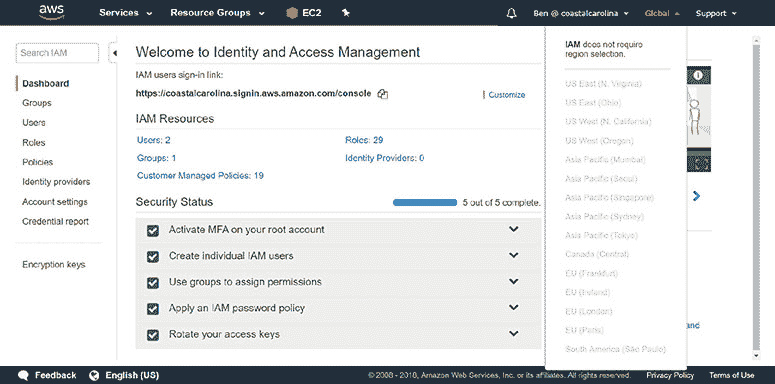 aws Services Resource Groups EC2 Ben @ coastalcarolina Global Support
Search IAM
Dashboard
Groups
Users
Roles
Policies
Identity providers
Account settings
Credential report
Encryption keys
Welcome to Identity and Access Management
IAM users sign-in link:
https://coastalcarolina.signin.aws.amazon.com/console Customize
IAM Resources
Users: 2 Roles: 29
Groups: 1 Identity Providers: 0
Customer Managed Policies: 19
Security Status 5 out of 5 complete.
Activate MFA on your root account
Create individual IAM users
Use groups to assign permissions
Apply an IAM password policy
Rotate your access keys
IAM does not require
region selection.
US East (N. Virginia)
US East (Ohio)
US West (N. California)
US West (Oregon)
Asia Pacific (Mumbai)
Asia Pacific (Seoul)
Asia Pacific (Singapore)
Asia Pacific (Sydney)
Asia Pacific (Tokyo)
Canada (Central)
EU (Frankfurt)
EU (Ireland)
EU (London)
EU (Paris)
South America (São Paulo)
and
Feedback English (US) © 2008 - 2018, Amazon Web Services, Inc. or its affiliates. All rights reserved. Privacy Policy Terms of Use